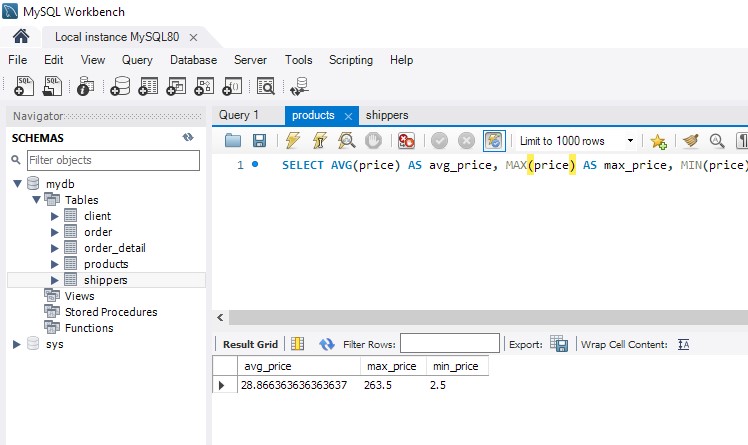 MySQL Workbench
Local instance MySQL80
File Edit View Query Database Server Tools Scripting Help
Navigator
SCHEMAS
Filter objects
mydb
Tables
client
order
order_detail
products
shippers
Views
Stored Procedures
Functions
sys
Query 1 products shippers
Limit to 1000 rows
1 SELECT AVG(price) AS avg_price, MAX(price) AS max_price, MIN(price)
Result Grid Filter Rows: Export: Wrap Cell Content:
avg_price max_price min_price
28.866363636363637 263.5 2.5